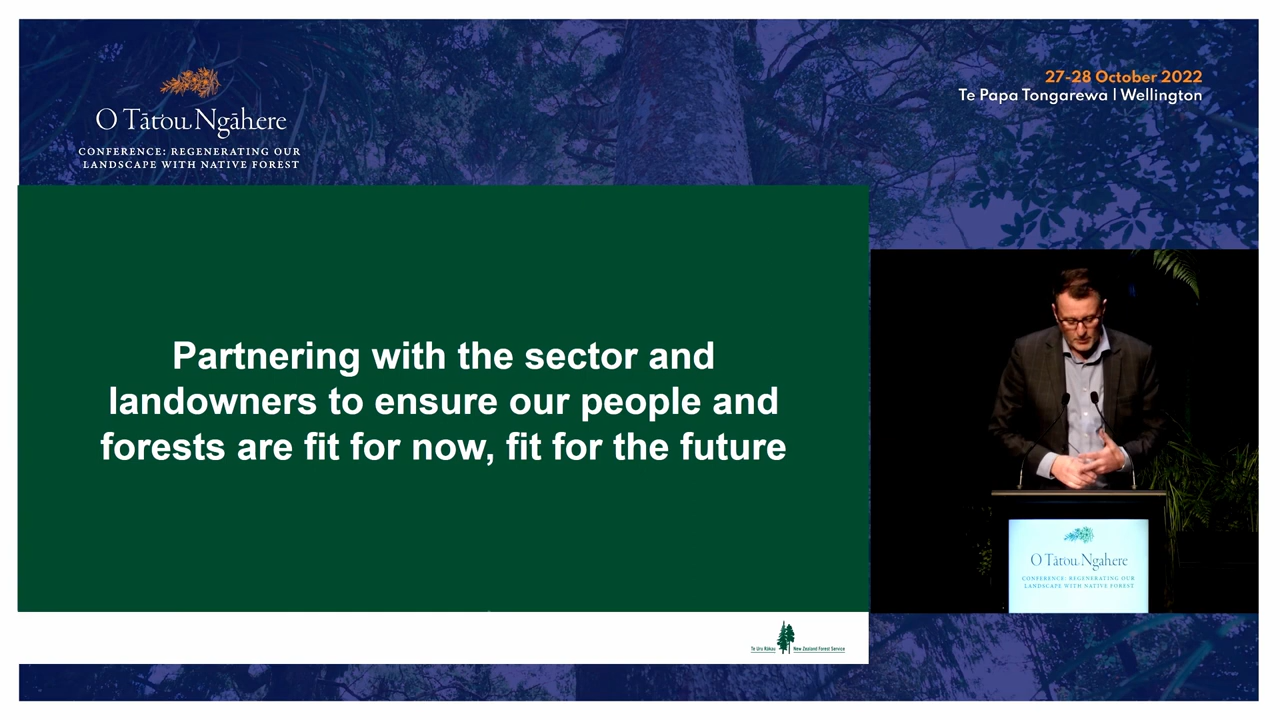 O Tātou Ngāhere
CONFERENCE: REGENERATING OUR
LANDSCAPE WITH NATIVE FOREST
27-28 October 2022
Te Papa Tongarewa | Wellington
Partnering with the sector and
landowners to ensure our people and
forests are fit for now, fit for the future
O Tātou Ngahere
CONFERENCE: REGENERATING OUR
LANDSCAPE WITH NATIVE FOREST
Te Uru Rākau New Zealand Forest Service